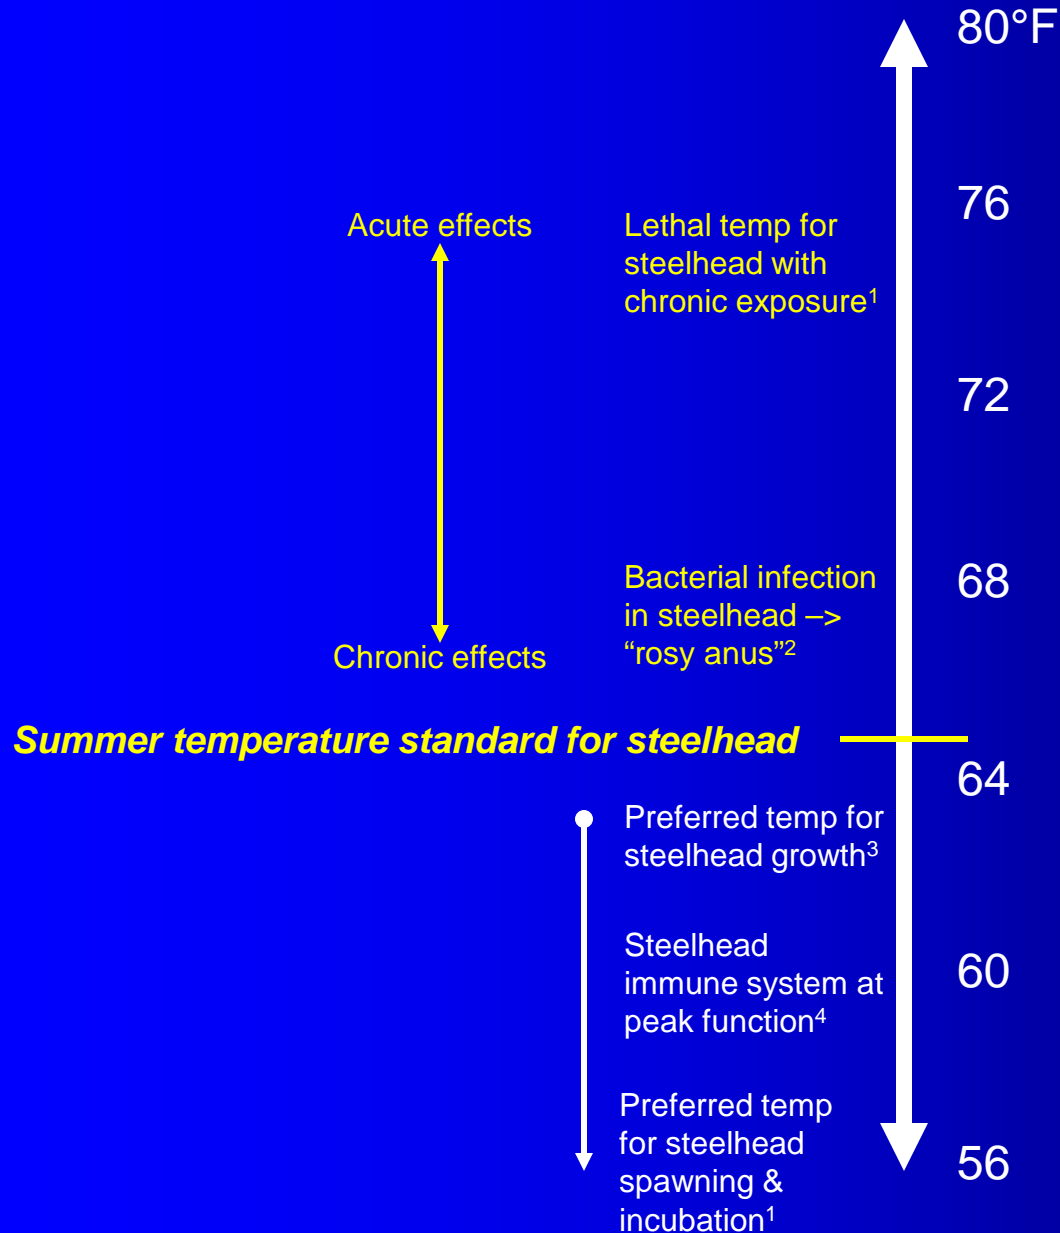 80°F
76
Acute effects
Lethal temp for
steelhead with
chronic exposure¹
72
68
Bacterial infection
in steelhead –>
“rosy anus”²
Chronic effects
Summer temperature standard for steelhead
64
Preferred temp for
steelhead growth³
Steelhead
immune system at
peak function⁴
60
Preferred temp
for steelhead
spawning &
incubation¹
56